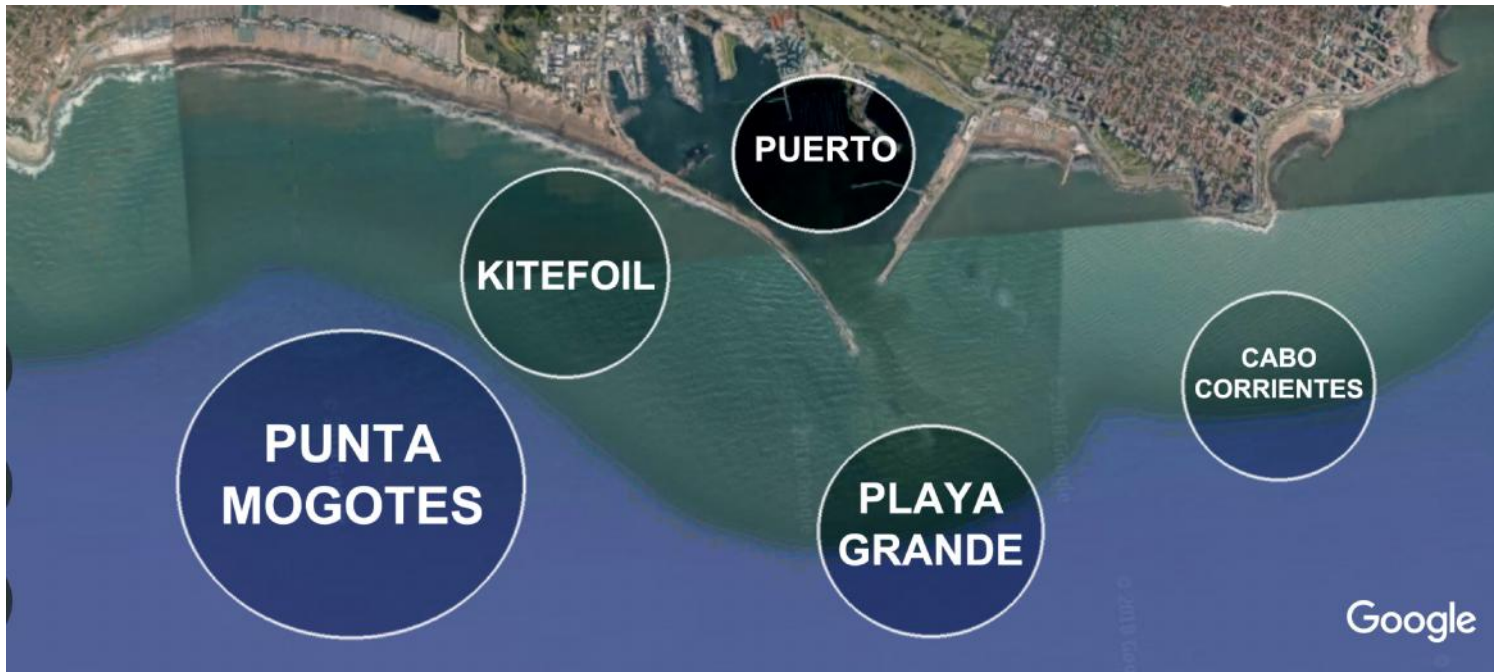 PUERTO
KITEFOIL
CABO
CORRIENTES
PUNTA
MOGOTES
PLAYA
GRANDE
Google